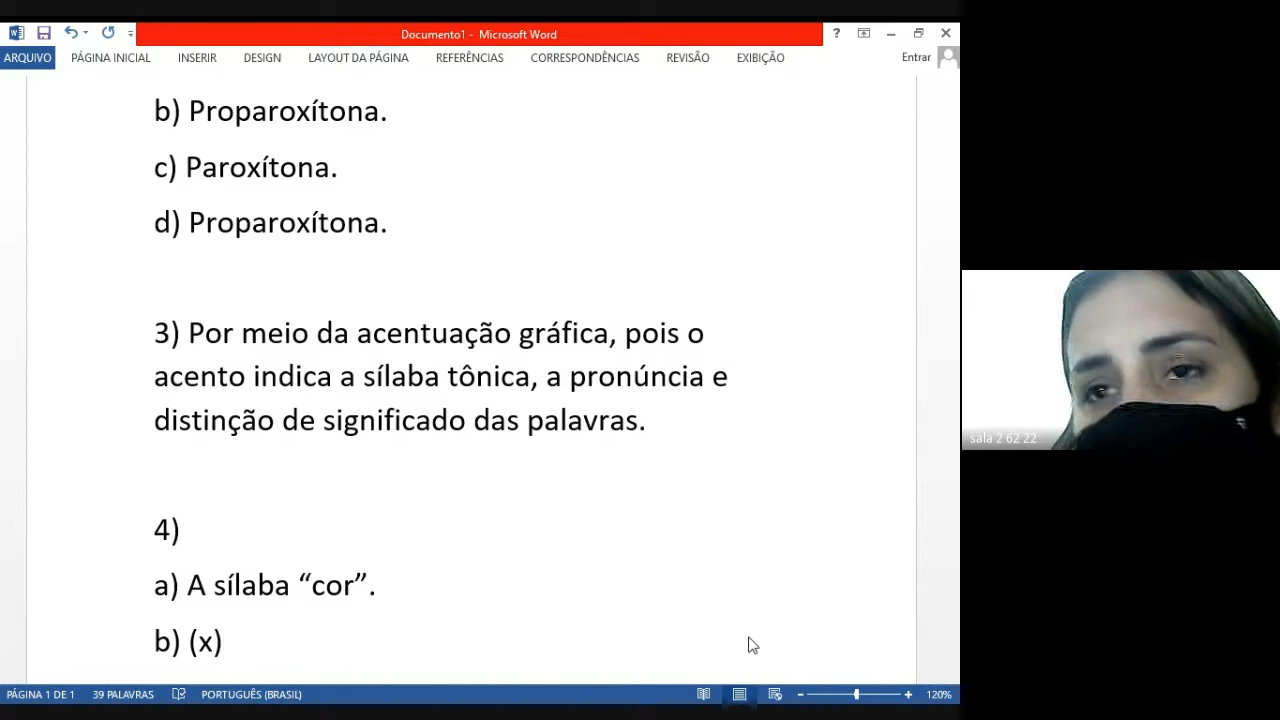 Documento1 - Microsoft Word
?
ARQUIVO PÁGINA INICIAL INSERIR DESIGN LAYOUT DA PÁGINA REFERÊNCIAS CORRESPONDÊNCIAS REVISÃO EXIBIÇÃO Entrar
b) Proparoxítona.
c) Paroxítona.
d) Proparoxítona.
3) Por meio da acentuação gráfica, pois o
acento indica a sílaba tônica, a pronúncia e
distinção de significado das palavras.
4)
a) A sílaba “cor”.
b) (x)
sala 2 62 22
PÁGINA 1 DE 1 39 PALAVRAS PORTUGUÊS (BRASIL) 120%